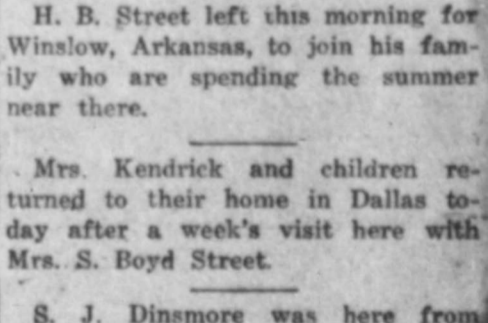 H. B. Street left this morning for
Winslow, Arkansas, to join his fam-
ily who are spending the summer
near there.
Mrs. Kendrick and children re-
turned to their home in Dallas to-
day after a week's visit here with
Mrs. S. Boyd Street.
S. J. Dinsmore was here from